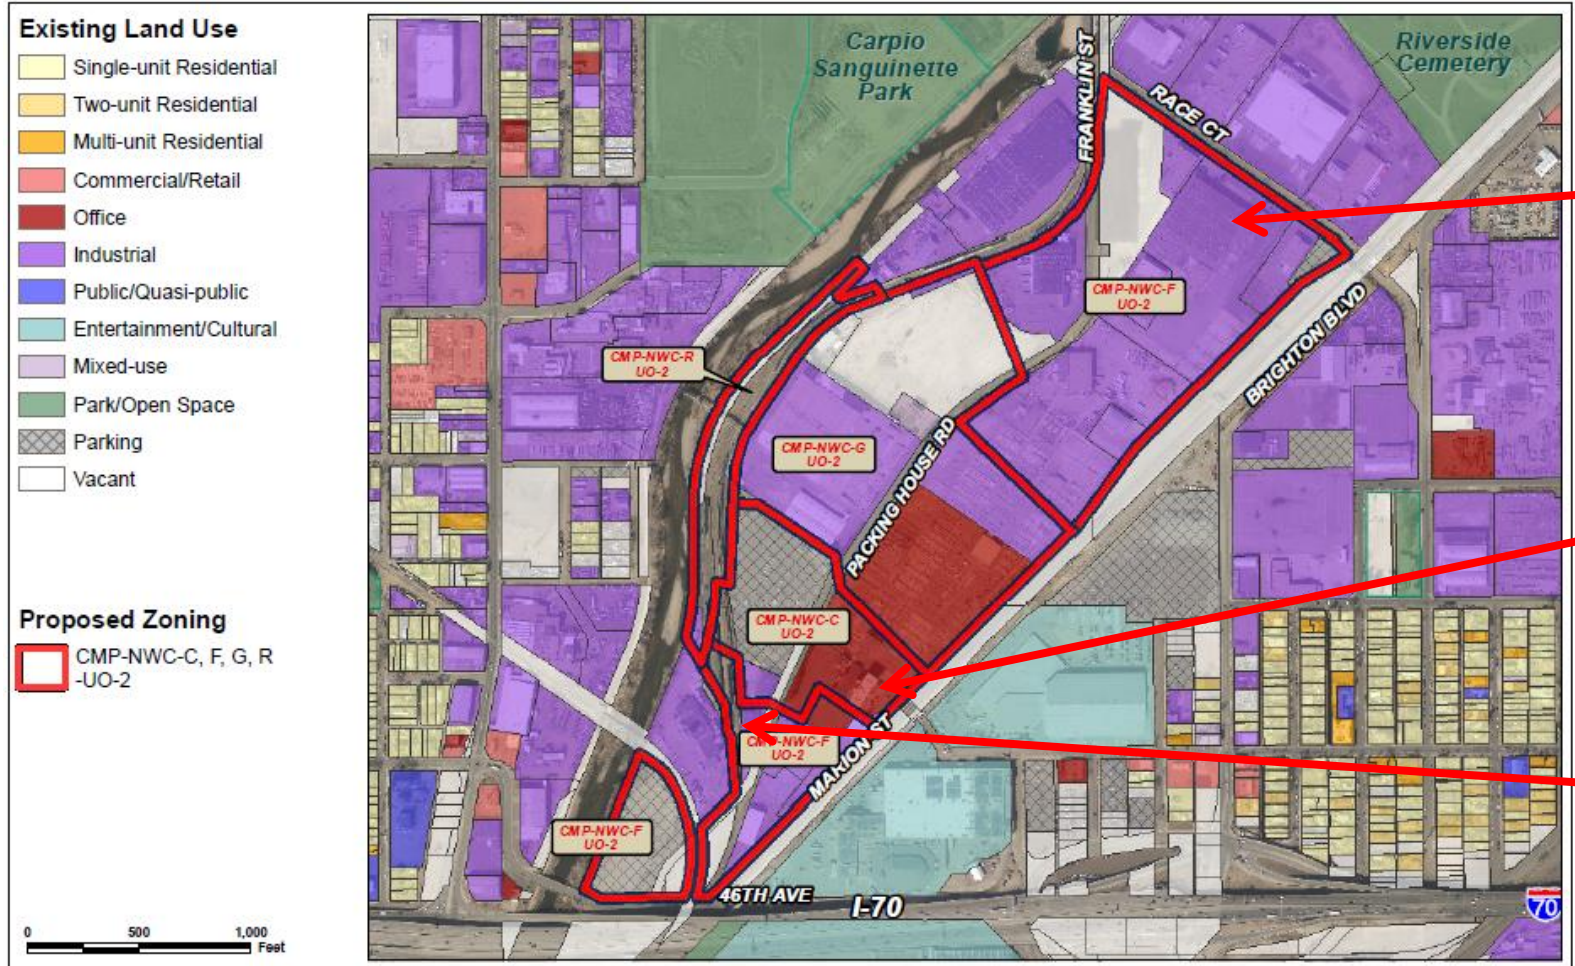 Existing Land Use
Single-unit Residential
Two-unit Residential
Multi-unit Residential
Commercial/Retail
Office
Industrial
Public/Quasi-public
Entertainment/Cultural
Mixed-use
Park/Open Space
Parking
Vacant
Proposed Zoning
CMP-NWC-C, F, G, R
-UO-2
0 500 1,000
Feet
Carpio
Sanguinette
Park
FRANKLIN ST
RACE CT
Riverside
Cemetery
CMP-NWC-F
UO-2
CMP-NWC-R
UO-2
BRIGHTON BLVD
CMP-NWC-G
UO-2
PACKING HOUSE RD
CMP-NWC-C
UO-2
CMP-NWC-F
UO-2
MARION ST
CMP-NWC-F
UO-2
46TH AVE
I-70
70